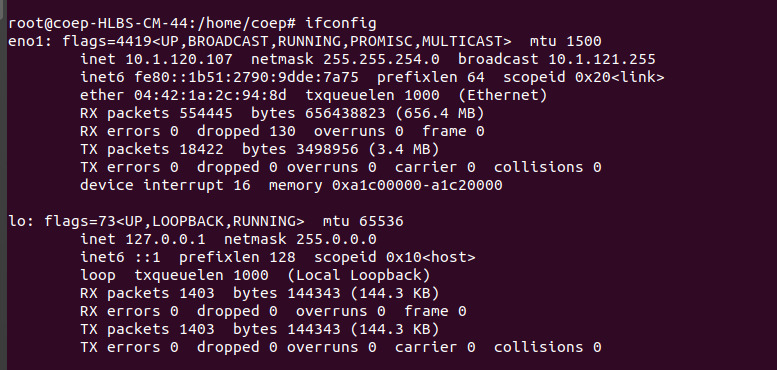 root@coep-HLBS-CM-44:/home/coep# ifconfig
eno1: flags=4419<UP,BROADCAST,RUNNING,PROMISC,MULTICAST>  mtu 1500
        inet 10.1.120.107  netmask 255.255.254.0  broadcast 10.1.121.255
        inet6 fe80::1b51:2790:9dde:7a75  prefixlen 64  scopeid 0x20<link>
        ether 04:42:1a:2c:94:8d  txqueuelen 1000  (Ethernet)
        RX packets 554445  bytes 656438823 (656.4 MB)
        RX errors 0  dropped 130  overruns 0  frame 0
        TX packets 18422  bytes 3498956 (3.4 MB)
        TX errors 0  dropped 0 overruns 0  carrier 0  collisions 0
        device interrupt 16  memory 0xa1c00000-a1c20000

lo: flags=73<UP,LOOPBACK,RUNNING>  mtu 65536
        inet 127.0.0.1  netmask 255.0.0.0
        inet6 ::1  prefixlen 128  scopeid 0x10<host>
        loop  txqueuelen 1000  (Local Loopback)
        RX packets 1403  bytes 144343 (144.3 KB)
        RX errors 0  dropped 0  overruns 0  frame 0
        TX packets 1403  bytes 144343 (144.3 KB)
        TX errors 0  dropped 0 overruns 0  carrier 0  collisions 0